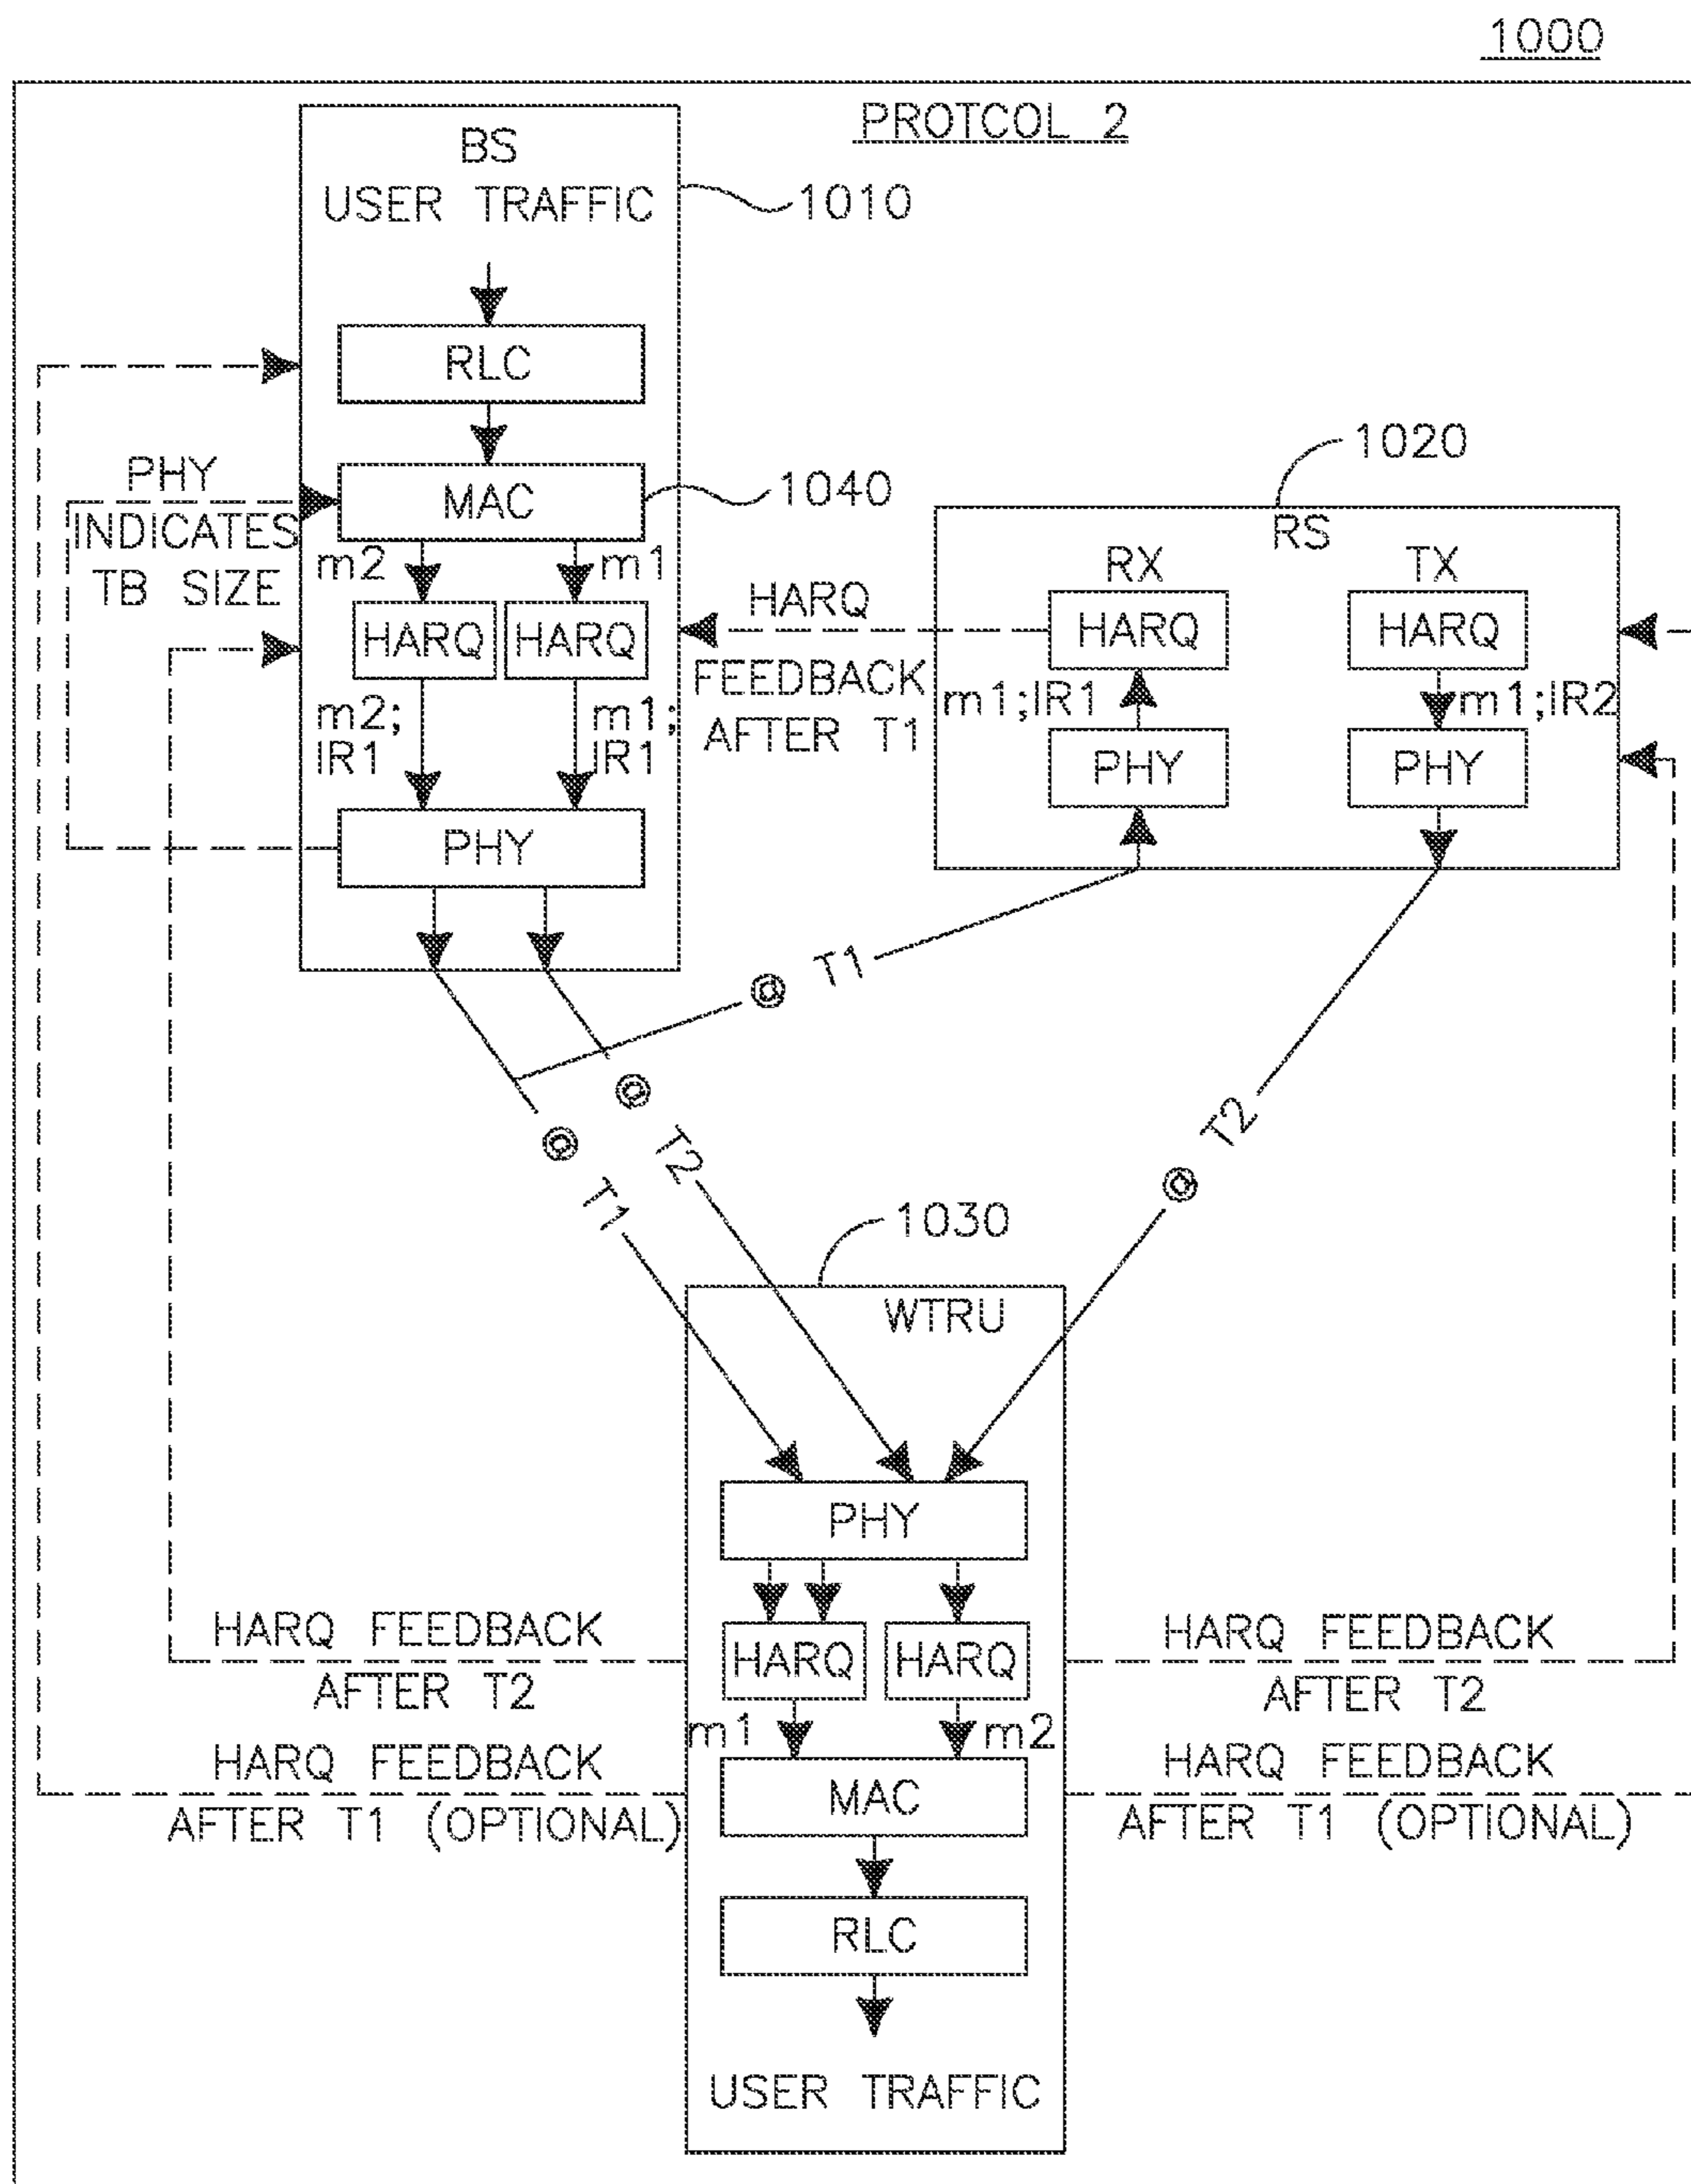 1000
PROTCOL 2
BS
USER TRAFFIC
1010
RLC
PHY
INDICATES
TB SIZE
MAC
1040
m2
m1
HARQ
HARQ
m2;
IR1
m1;
IR1
PHY
HARQ
FEEDBACK
AFTER T1
1020
RS
RX
TX
HARQ
HARQ
m1;IR1
m1;IR2
PHY
PHY
@ T1
@ T2
@ T1
@ T2
1030
WTRU
PHY
HARQ
HARQ
HARQ FEEDBACK
AFTER T2
HARQ FEEDBACK
AFTER T2
m1
m2
HARQ FEEDBACK
AFTER T1 (OPTIONAL)
MAC
HARQ FEEDBACK
AFTER T1 (OPTIONAL)
RLC
USER TRAFFIC